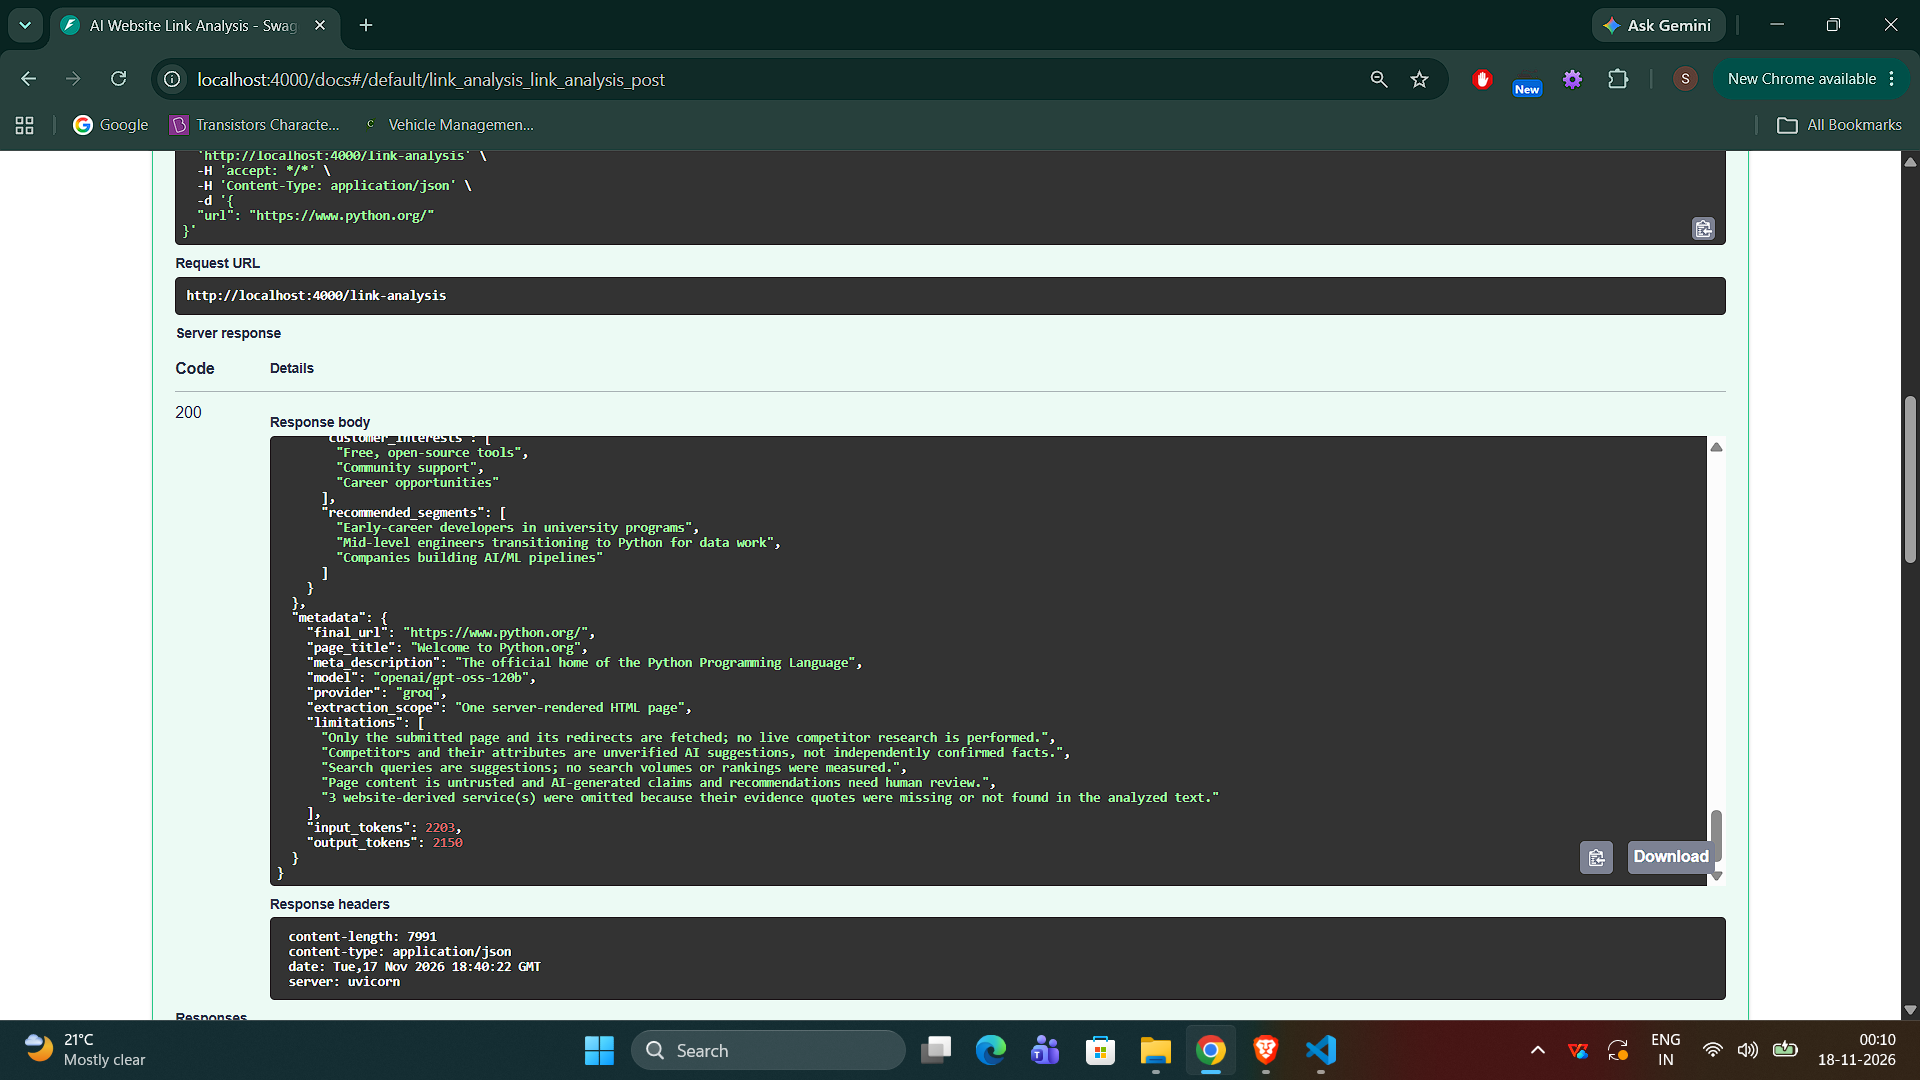 AI Website Link Analysis - Swag
Ask Gemini
localhost:4000/docs#/default/link_analysis_link_analysis_post
New
S
New Chrome available
Google
Transistors Characte...
C
Vehicle Managemen...
All Bookmarks
'http://localhost:4000/link-analysis' \
-H 'accept: */*' \
-H 'Content-Type: application/json' \
-d '{
"url": "https://www.python.org/"
}'
Request URL
http://localhost:4000/link-analysis
Server response
Code
Details
200
Response body
"customer_interests": [
"Free, open-source tools",
"Community support",
"Career opportunities"
],
"recommended_segments": [
"Early-career developers in university programs",
"Mid-level engineers transitioning to Python for data work",
"Companies building AI/ML pipelines"
]
}
},
"metadata": {
"final_url": "https://www.python.org/",
"page_title": "Welcome to Python.org",
"meta_description": "The official home of the Python Programming Language",
"model": "openai/gpt-oss-120b",
"provider": "groq",
"extraction_scope": "One server-rendered HTML page",
"limitations": [
"Only the submitted page and its redirects are fetched; no live competitor research is performed.",
"Competitors and their attributes are unverified AI suggestions, not independently confirmed facts.",
"Search queries are suggestions; no search volumes or rankings were measured.",
"Page content is untrusted and AI-generated claims and recommendations need human review.",
"3 website-derived service(s) were omitted because their evidence quotes were missing or not found in the analyzed text."
],
"input_tokens": 2203,
"output_tokens": 2150
}
}
Download
Response headers
content-length: 7991
content-type: application/json
date: Tue,17 Nov 2026 18:40:22 GMT
server: uvicorn
Responses
21°C
Mostly clear
Search
ENG
IN
00:10
18-11-2026